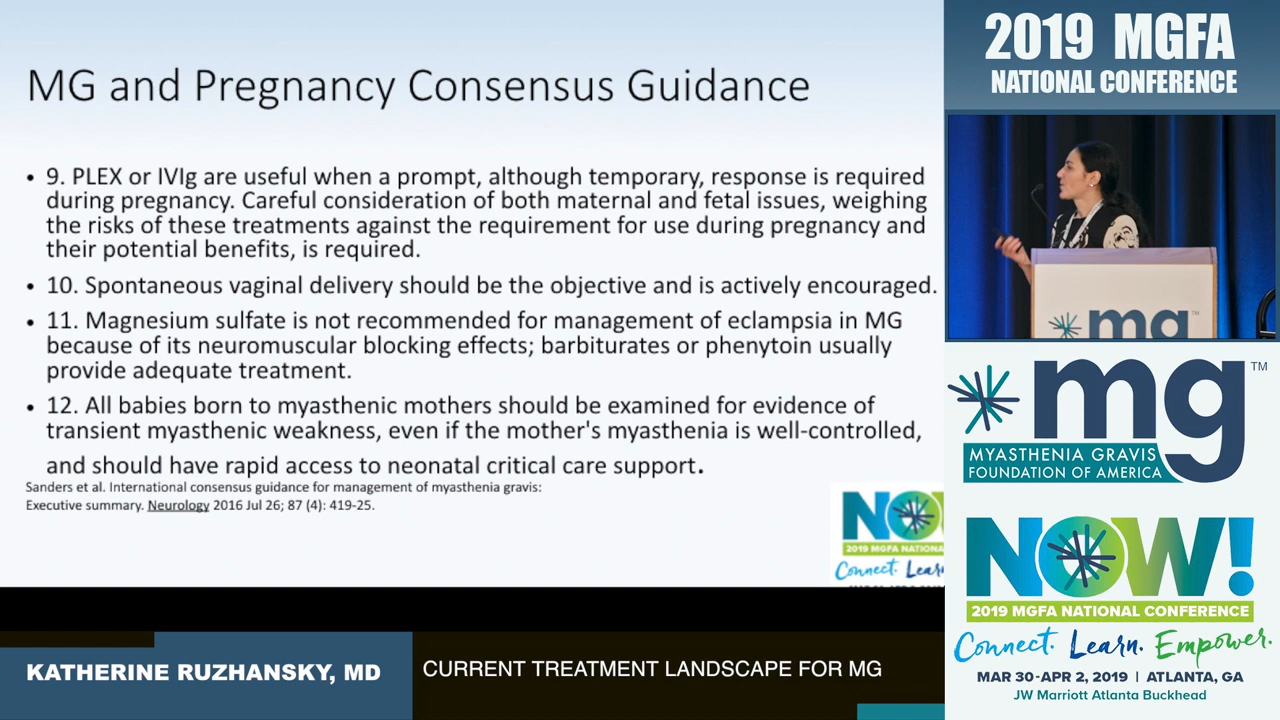 MG and Pregnancy Consensus Guidance
• 9. PLEX or IVIg are useful when a prompt, although temporary, response is required
during pregnancy. Careful consideration of both maternal and fetal issues, weighing
the risks of these treatments against the requirement for use during pregnancy and
their potential benefits, is required.
• 10. Spontaneous vaginal delivery should be the objective and is actively encouraged.
• 11. Magnesium sulfate is not recommended for management of eclampsia in MG
because of its neuromuscular blocking effects; barbiturates or phenytoin usually
provide adequate treatment.
• 12. All babies born to myasthenic mothers should be examined for evidence of
transient myasthenic weakness, even if the mother's myasthenia is well-controlled,
and should have rapid access to neonatal critical care support.
Sanders et al. International consensus guidance for management of myasthenia gravis:
Executive summary. Neurology 2016 Jul 26; 87 (4): 419-25.
NOW
2019 MGFA NATIONA
Connect. Learn
KATHERINE RUZHANSKY, MD
CURRENT TREATMENT LANDSCAPE FOR MG
2019 MGFA
NATIONAL CONFERENCE
mg TM
mg TM
MYASTHENIA GRAVIS
FOUNDATION OF AMERICA
NOW!
2019 MGFA NATIONAL CONFERENCE
Connect. Learn. Empower.
MAR 30-APR 2, 2019 | ATLANTA, GA
JW Marriott Atlanta Buckhead